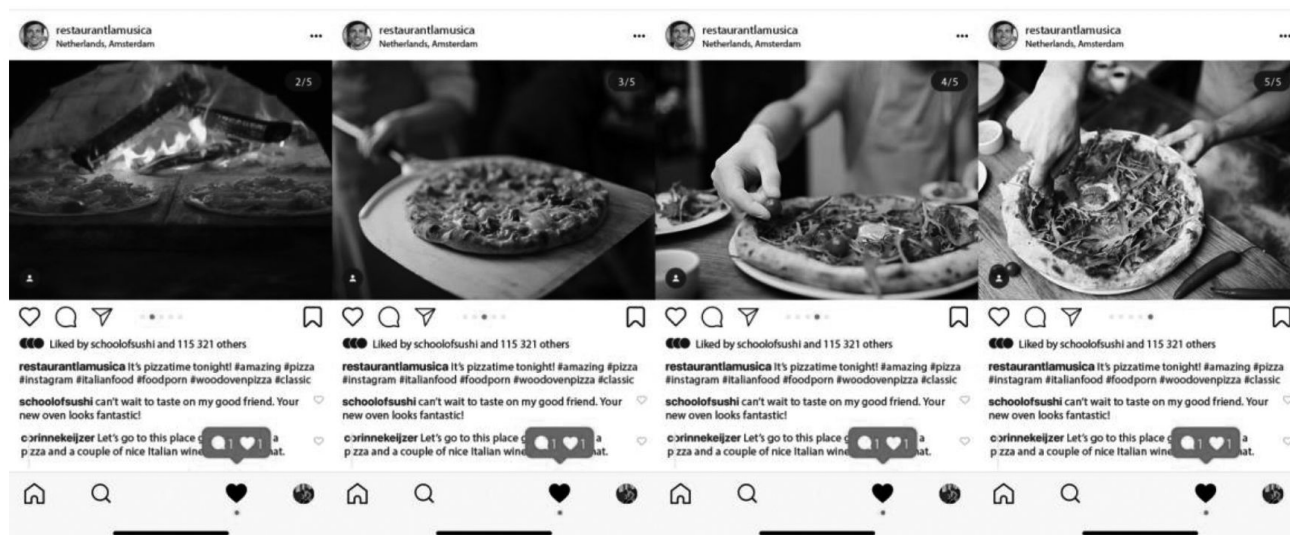 restaurantlamusica
Netherlands, Amsterdam
2/5
Liked by schoolofsushi and 115 321 others
restaurantlamusica It's pizzatime tonight! #amazing #pizza
#instagram #italianfood #foodporn #woodovenpizza #classic
schoolofsushi can't wait to taste on my good friend. Your
new oven looks fantastic!
corinnekeijzer Let's go to this place a
p zza and a couple of nice Italian wine
1 1
restaurantlamusica
Netherlands, Amsterdam
3/5
Liked by schoolofsushi and 115 321 others
restaurantlamusica It's pizzatime tonight! #amazing #pizza
#instagram #italianfood #foodporn #woodovenpizza #classic
schoolofsushi can't wait to taste on my good friend. Your
new oven looks fantastic!
corinnekeijzer Let's go to this place a
p zza and a couple of nice Italian wine
1 1
restaurantlamusica
Netherlands, Amsterdam
4/5
Liked by schoolofsushi and 115 321 others
restaurantlamusica It's pizzatime tonight! #amazing #pizza
#instagram #italianfood #foodporn #woodovenpizza #classic
schoolofsushi can't wait to taste on my good friend. Your
new oven looks fantastic!
corinnekeijzer Let's go to this place a
p zza and a couple of nice Italian wine
1 1
restaurantlamusica
Netherlands, Amsterdam
5/5
Liked by schoolofsushi and 115 321 others
restaurantlamusica It's pizzatime tonight! #amazing #pizza
#instagram #italianfood #foodporn #woodovenpizza #classic
schoolofsushi can't wait to taste on my good friend. Your
new oven looks fantastic!
corinnekeijzer Let's go to this place a
p zza and a couple of nice Italian wine
1 1